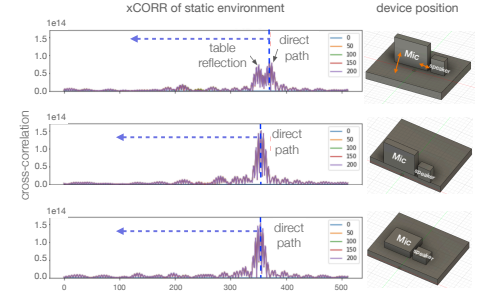 xCORR of static environment
device position
1e14
1.5
1.0
0.5
0.0
table
reflection
direct
path
0
50
100
150
200
Mic
speaker
cross-correlation
1e14
1.5
1.0
0.5
0.0
direct
path
0
50
100
150
200
Mic
speaker
1e14
1.5
1.0
0.5
0.0
direct
path
0
50
100
150
200
Mic
speaker
0 100 200 300 400 500